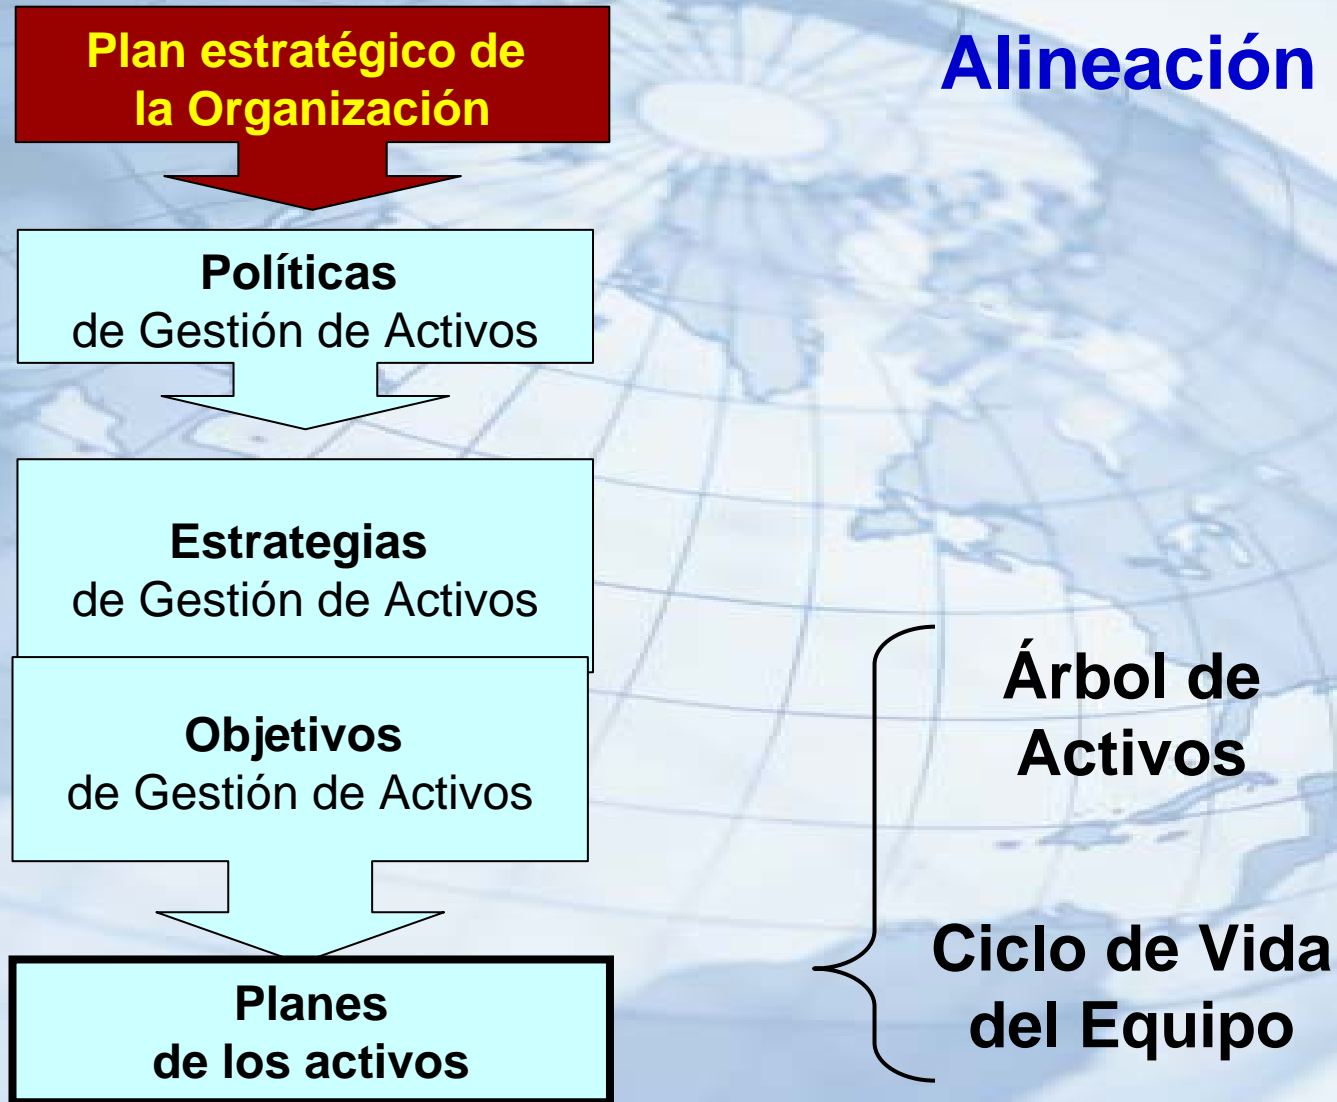 Alineación
Plan estratégico de
la Organización
Políticas
de Gestión de Activos
Estrategias
de Gestión de Activos
Objetivos
de Gestión de Activos
Planes
de los activos
Árbol de
Activos
Ciclo de Vida
del Equipo